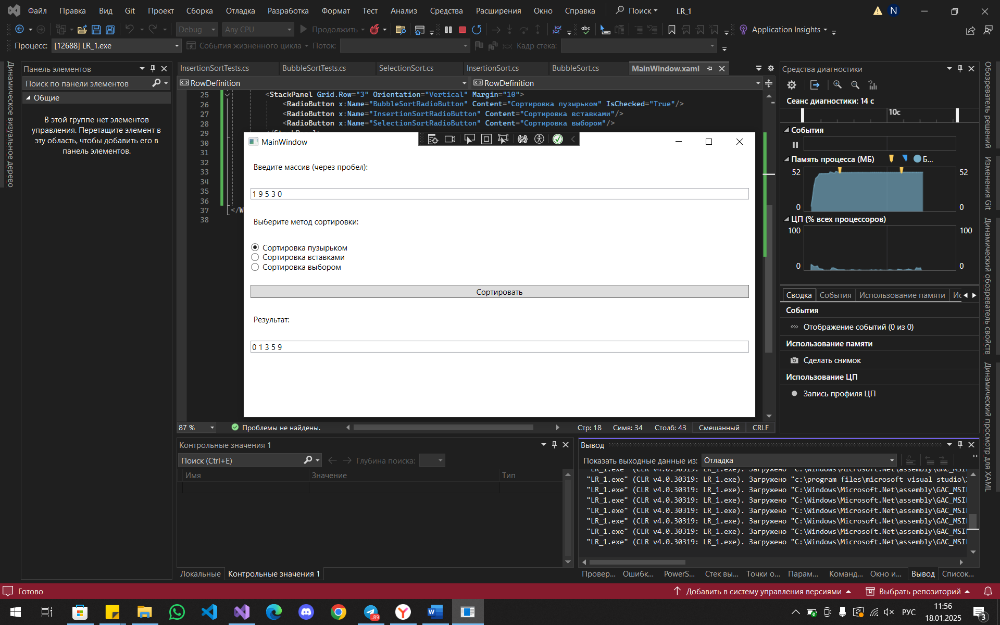 Файл Правка Вид Git Проект Сборка Отладка Разработка Формат Тест Анализ Средства Расширения Окно Справка Поиск LR_1 N
Debug Any CPU Продолжить Application Insights
Процесс: [12688] LR_1.exe События жизненного цикла Поток: Кадр стека:
Динамическое визуальное дерево
Панель элементов
Поиск по панели элементов
Общие
В этой группе нет элементов
управления. Перетащите элемент в
эту область, чтобы добавить его в
панель элементов.
InsertionSortTests.cs BubbleSortTests.cs SelectionSort.cs InsertionSort.cs BubbleSort.cs MainWindow.xaml
RowDefinition RowDefinition
25 <StackPanel Grid.Row="3" Orientation="Vertical" Margin="10">
26 <RadioButton x:Name="BubbleSortRadioButton" Content="Сортировка пузырьком" IsChecked="True"/>
27 <RadioButton x:Name="InsertionSortRadioButton" Content="Сортировка вставками"/>
28 <RadioButton x:Name="SelectionSortRadioButton" Content="Сортировка выбором"/>
29
30
31
32
33
34
35
36
37 </W
38
MainWindow
Введите массив (через пробел):
1 9 5 3 0
Выберите метод сортировки:
Сортировка пузырьком
Сортировка вставками
Сортировка выбором
Сортировать
Результат:
0 1 3 5 9
87 % Проблемы не найдены. Стр: 18 Симв: 34 Столб: 43 Смешанный CRLF
Средства диагностики
Сеанс диагностики: 14 с
10с
События
Память процесса (МБ) Б...
52 52
0 0
ЦП (% всех процессоров)
100 100
0 0
Сводка События Использование памяти Ис
События
Отображение событий (0 из 0)
Использование памяти
Сделать снимок
Использование ЦП
Запись профиля ЦП
Обозреватель решений
Изменения Git
Динамический обозреватель свойств
Динамический просмотр для XAML
Контрольные значения 1
Поиск (Ctrl+E) Глубина поиска:
Имя Значение Тип
Локальные Контрольные значения 1
Вывод
Показать выходные данные из: Отладка
"LR_1.exe" (CLR v4.0.30319: LR_1.exe). Загружено "C:\Windows\Microsoft.Net\assembly\GAC_MSI
"LR_1.exe" (CLR v4.0.30319: LR_1.exe). Загружено "c:\program files\microsoft visual studio\
"LR_1.exe" (CLR v4.0.30319: LR_1.exe). Загружено "C:\Windows\Microsoft.Net\assembly\GAC_MSI
"LR_1.exe" (CLR v4.0.30319: LR_1.exe). Загружено "C:\Windows\Microsoft.Net\assembly\GAC_MSI
"LR_1.exe" (CLR v4.0.30319: LR_1.exe). Загружено "C:\Windows\Microsoft.Net\assembly\GAC_MSI
"LR_1.exe" (CLR v4.0.30319: LR_1.exe). Загружено "C:\Windows\Microsoft.Net\assembly\GAC_MSI
"LR_1.exe" (CLR v4.0.30319: LR_1.exe). Загружено "C:\Windows\Microsoft.Net\assembly\GAC_MSI
"LR_1.exe" (CLR v4.0.30319: LR_1.exe). Загружено "C:\Windows\Microsoft.Net\assembly\GAC_MSI
Провер... Ошибк... PowerS... Стек вы... Точки о... Парам... Команд... Окно и... Вывод Список...
Готово Добавить в систему управления версиями Выбрать репозиторий
89 РУС 11:56
18.01.2025 3